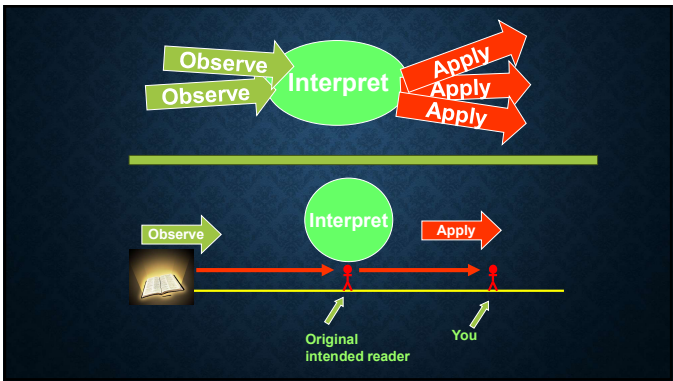 Observe
Observe
Interpret
Apply
Apply
Apply
Observe
Interpret
Apply
Original
intended reader
You